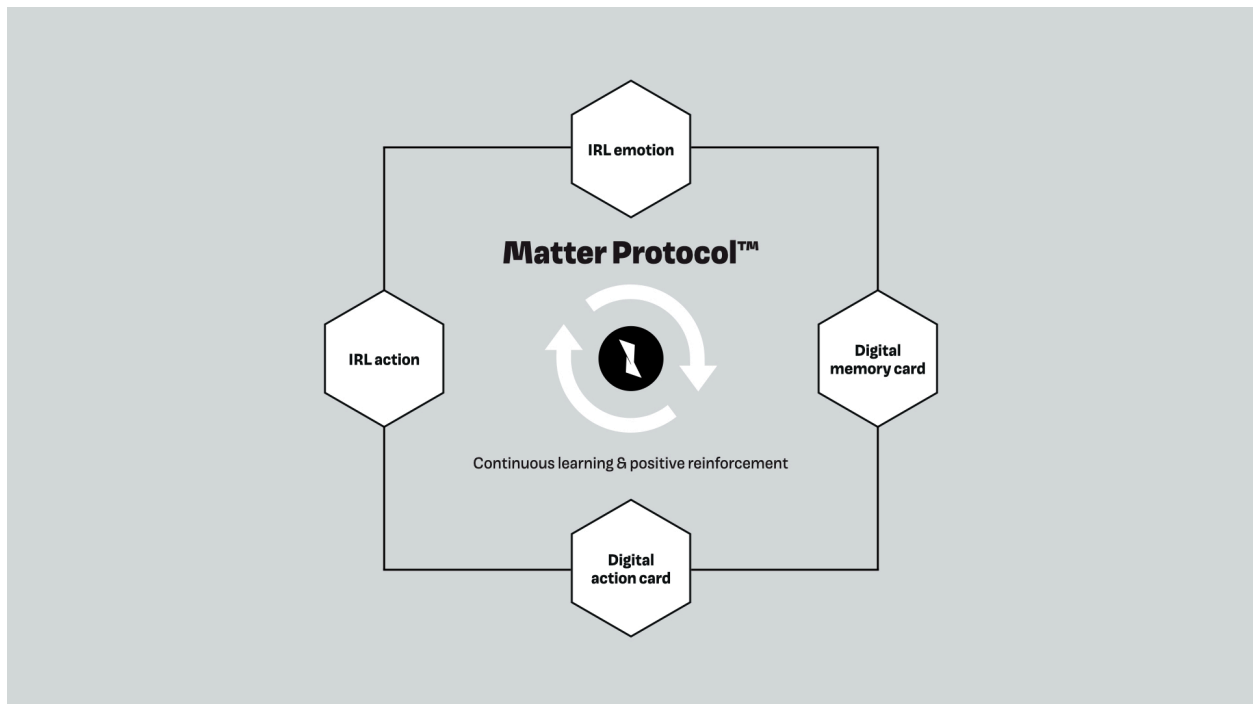 IRL emotion
Matter Protocol™
IRL action
Digital
memory card
Continuous learning & positive reinforcement
Digital
action card